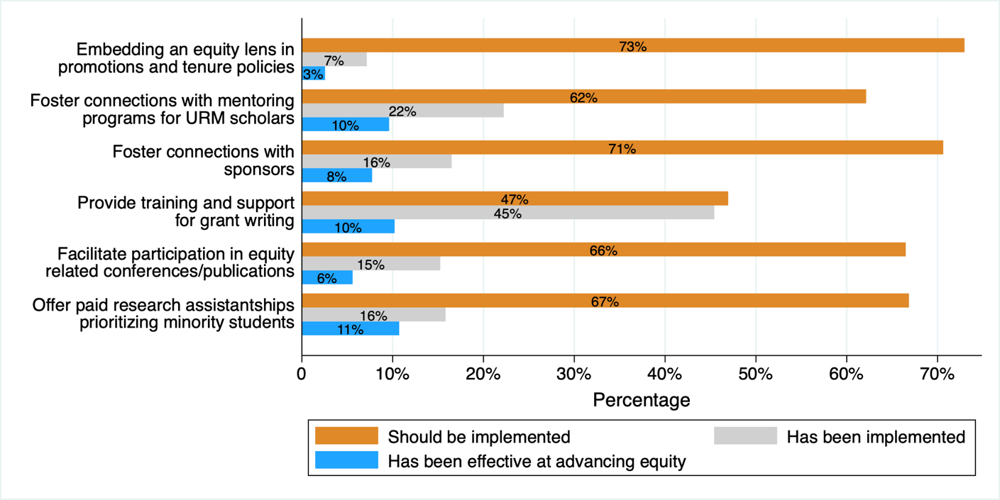 Embedding an equity lens in
promotions and tenure policies
73%
7%
3%
Foster connections with mentoring
programs for URM scholars
62%
22%
10%
Foster connections with
sponsors
71%
16%
8%
Provide training and support
for grant writing
47%
45%
10%
Facilitate participation in equity
related conferences/publications
66%
15%
6%
Offer paid research assistantships
prioritizing minority students
67%
16%
11%
0 10% 20% 30% 40% 50% 60% 70%
Percentage
Should be implemented Has been implemented
Has been effective at advancing equity